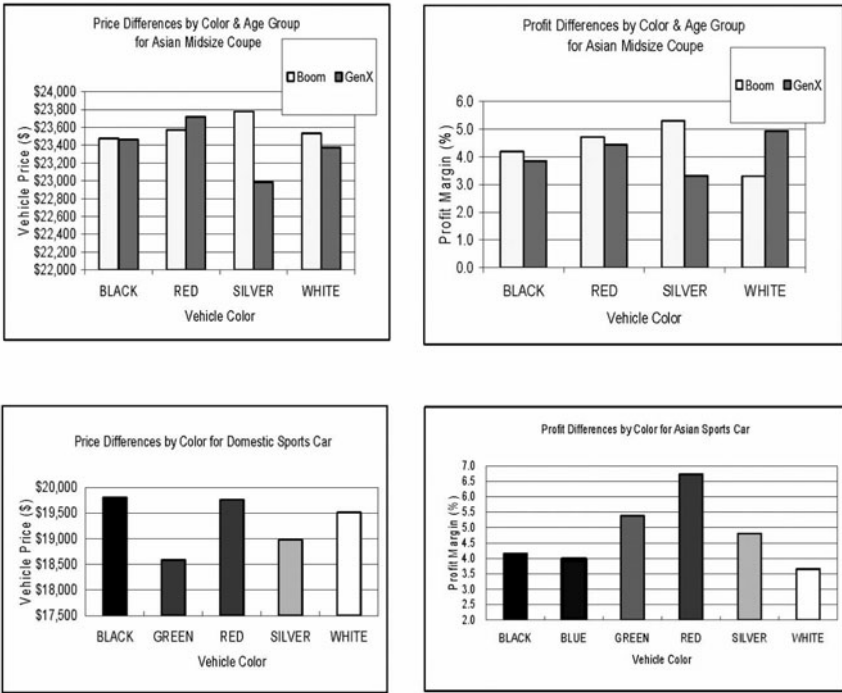 Price Differences by Color & Age Group
for Asian Midsize Coupe
Boom GenX
Vehicle Price ($)
$24,000
$23,800
$23,600
$23,400
$23,200
$23,000
$22,800
$22,600
$22,400
$22,200
$22,000
BLACK RED SILVER WHITE
Vehicle Color
Profit Differences by Color & Age Group
for Asian Midsize Coupe
Boom GenX
Profit Margin (%)
6.0
5.0
4.0
3.0
2.0
1.0
0.0
BLACK RED SILVER WHITE
Vehicle Color
Price Differences by Color for Domestic Sports Car
Vehicle Price ($)
$20,000
$19,500
$19,000
$18,500
$18,000
$17,500
BLACK GREEN RED SILVER WHITE
Vehicle Color
Profit Differences by Color for Asian Sports Car
Profit Margin (%)
7.0
6.5
6.0
5.5
5.0
4.5
4.0
3.5
3.0
2.5
2.0
BLACK BLUE GREEN RED SILVER WHITE
Vehicle Color